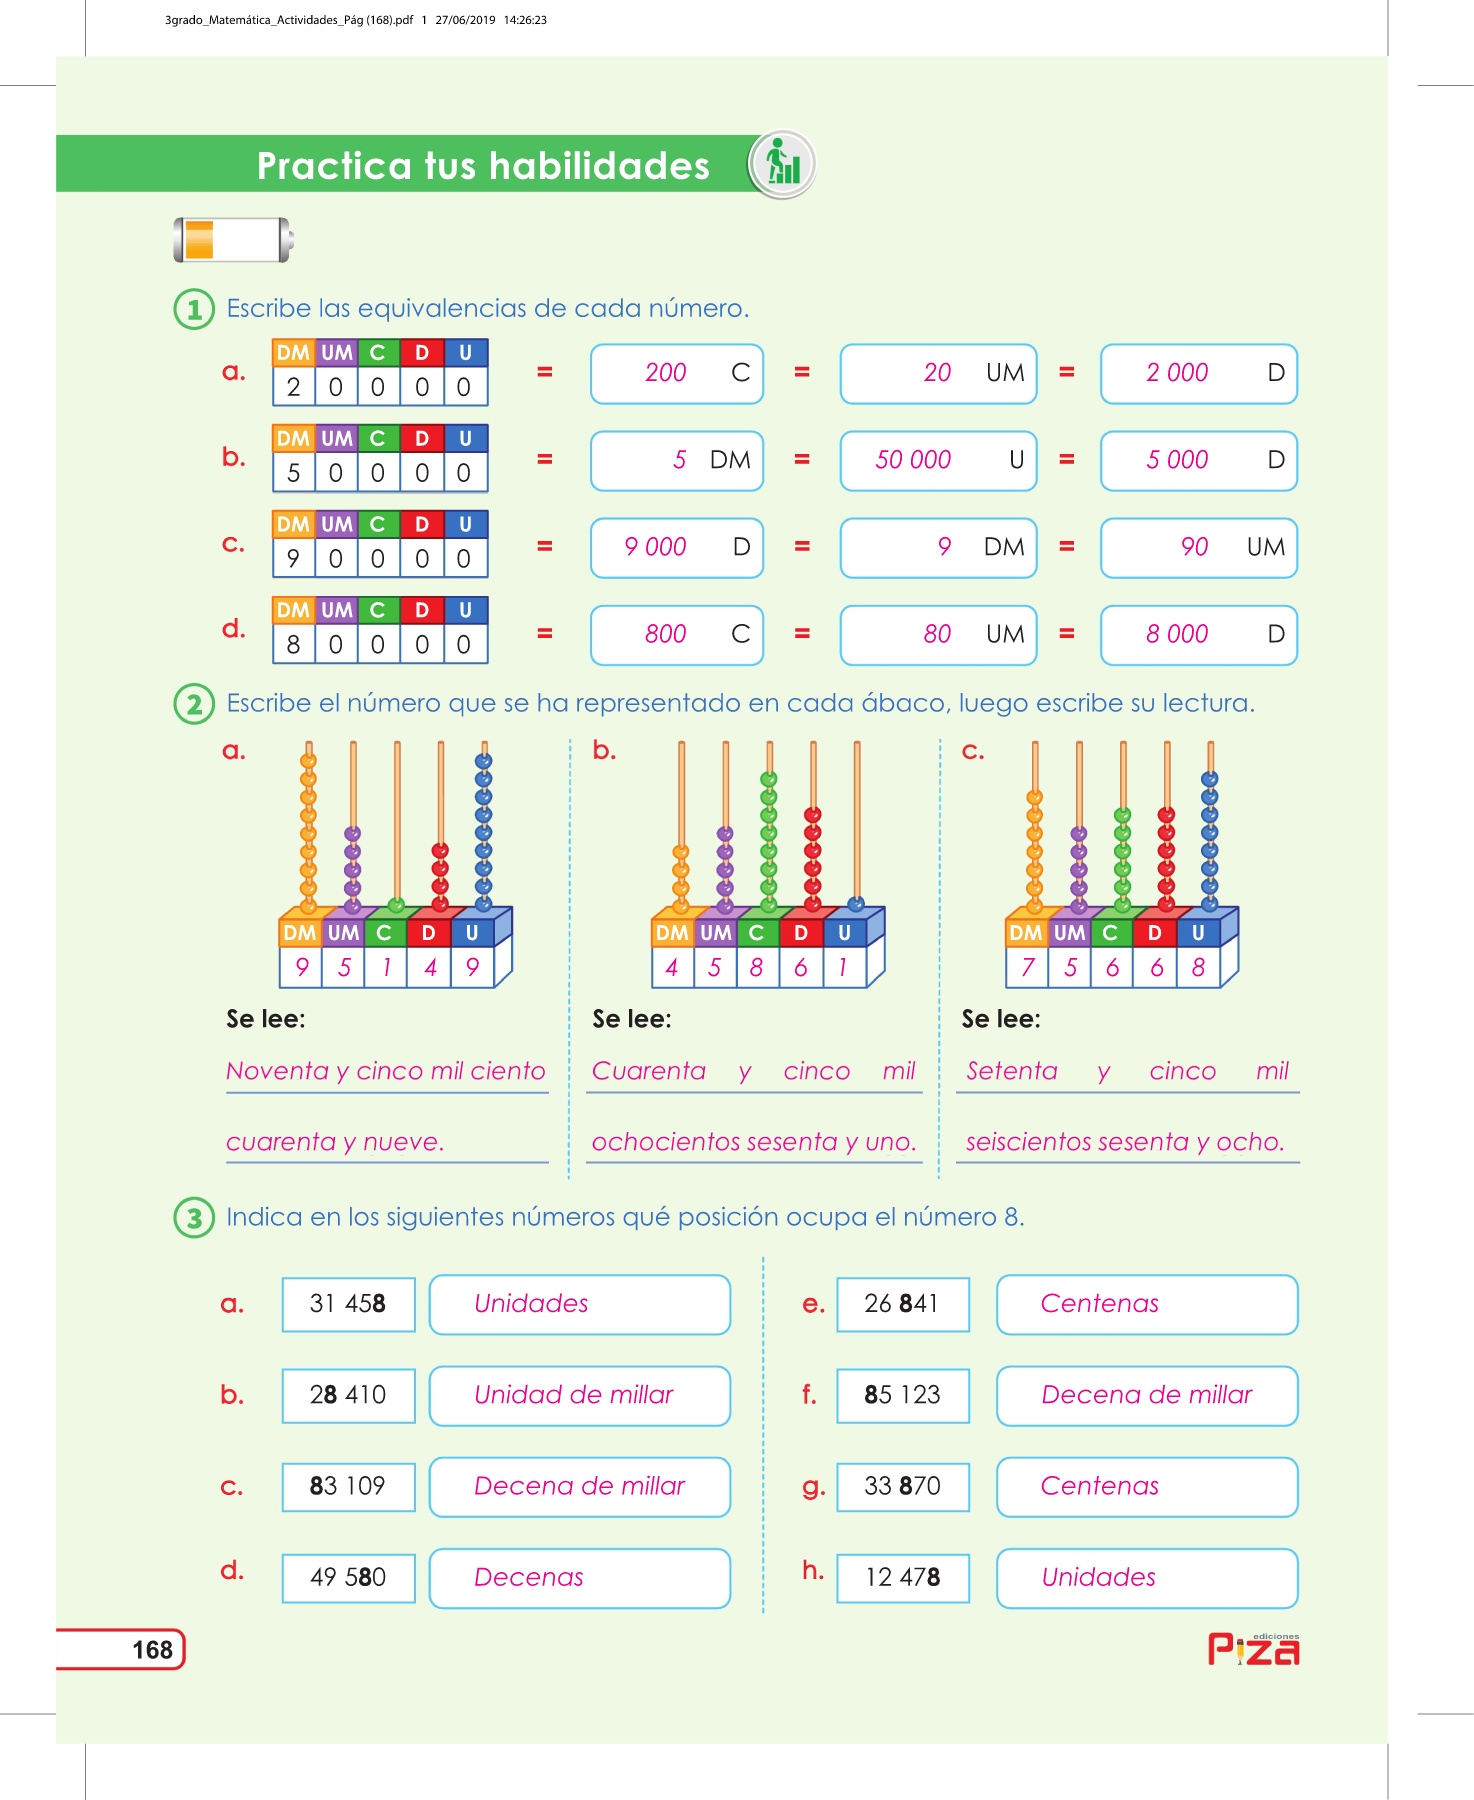 3grado_Matemática_Actividades_Pág (168).pdf 1 27/06/2019 14:26:23
Practica tus habilidades
1 Escribe las equivalencias de cada número.
a. DM UM C D U
2 0 0 0 0 = 200 C = 20 UM = 2 000 D
b. DM UM C D U
5 0 0 0 0 = 5 DM = 50 000 U = 5 000 D
c. DM UM C D U
9 0 0 0 0 = 9 000 D = 9 DM = 90 UM
d. DM UM C D U
8 0 0 0 0 = 800 C = 80 UM = 8 000 D
2 Escribe el número que se ha representado en cada ábaco, luego escribe su lectura.
a.
DM UM C D U
9 5 1 4 9
Se lee:
Noventa y cinco mil ciento
cuarenta y nueve.
b.
DM UM C D U
4 5 8 6 1
Se lee:
Cuarenta y cinco mil
ochocientos sesenta y uno.
c.
DM UM C D U
7 5 6 6 8
Se lee:
Setenta y cinco mil
seiscientos sesenta y ocho.
3 Indica en los siguientes números qué posición ocupa el número 8.
a. 31 458 Unidades
b. 28 410 Unidad de millar
c. 83 109 Decena de millar
d. 49 580 Decenas
e. 26 841 Centenas
f. 85 123 Decena de millar
g. 33 870 Centenas
h. 12 478 Unidades
168
ediciones
Piza